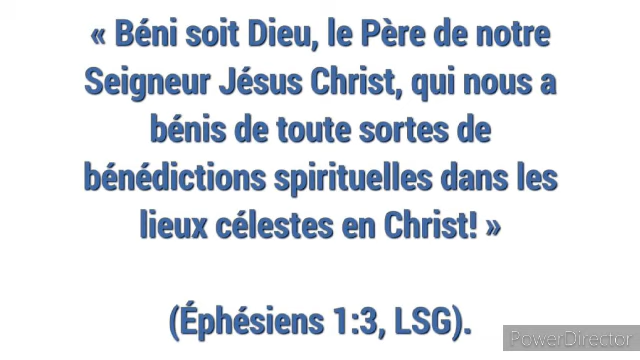 « Béni soit Dieu, le Père de notre
Seigneur Jésus Christ, qui nous a
bénis de toute sortes de
bénédictions spirituelles dans les
lieux célestes en Christ! »
(Éphésiens 1:3, LSG).
PowerDirector